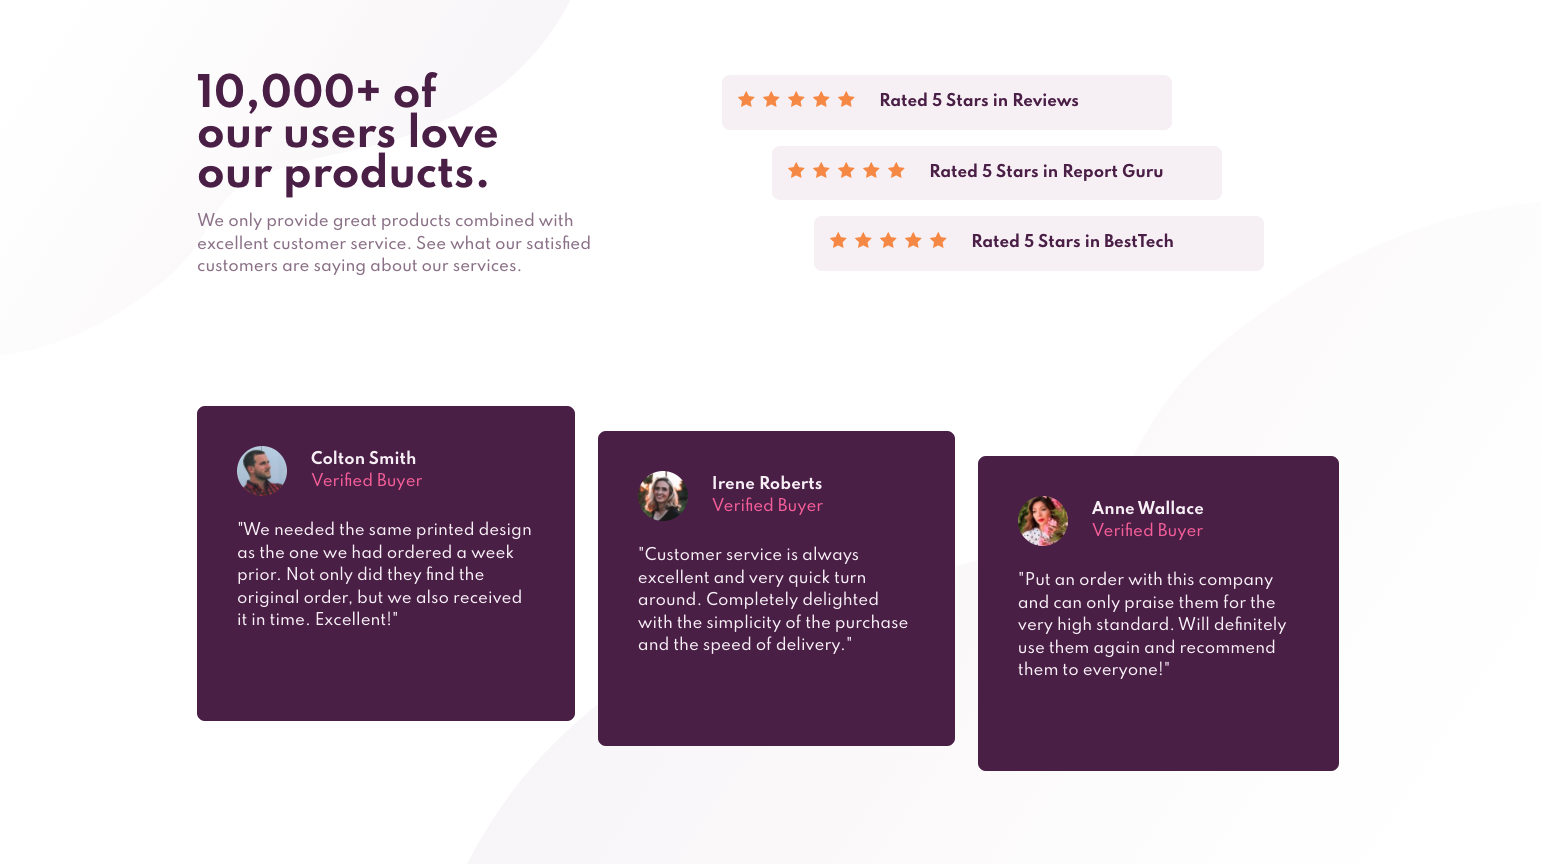 10,000+ of
our users love
our products.
We only provide great products combined with
excellent customer service. See what our satisfied
customers are saying about our services.
Rated 5 Stars in Reviews
Rated 5 Stars in Report Guru
Rated 5 Stars in BestTech
Colton Smith
Verified Buyer
"We needed the same printed design
as the one we had ordered a week
prior. Not only did they find the
original order, but we also received
it in time. Excellent!"
Irene Roberts
Verified Buyer
"Customer service is always
excellent and very quick turn
around. Completely delighted
with the simplicity of the purchase
and the speed of delivery."
Anne Wallace
Verified Buyer
"Put an order with this company
and can only praise them for the
very high standard. Will definitely
use them again and recommend
them to everyone!"